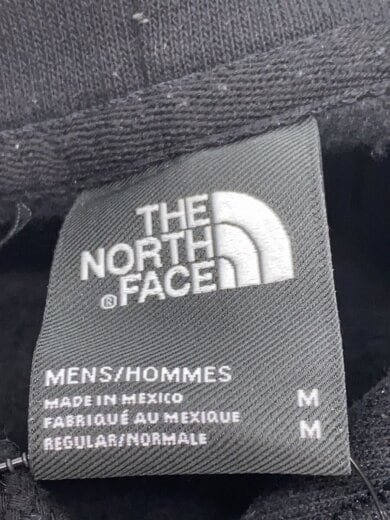 THE
NORTH
®FACE
MENS/HOMMES
MADE IN MEXICO M
FABRIQUÉ AU MEXIQUE M
REGULAR/NORMALE